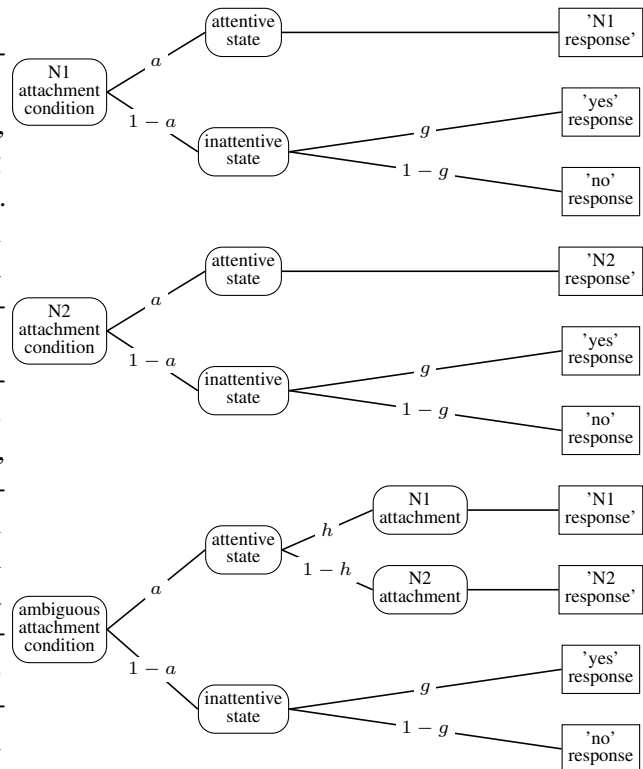 attentive
state
'N1
response'
N1
attachment
condition
a
1 − a
inattentive
state
g
1 − g
'yes'
response
'no'
response
attentive
state
'N2
response'
N2
attachment
condition
a
1 − a
inattentive
state
g
1 − g
'yes'
response
'no'
response
N1
attachment
'N1
response'
attentive
state
h
1 − h
N2
attachment
'N2
response'
ambiguous
attachment
condition
a
1 − a
inattentive
state
g
1 − g
'yes'
response
'no'
response